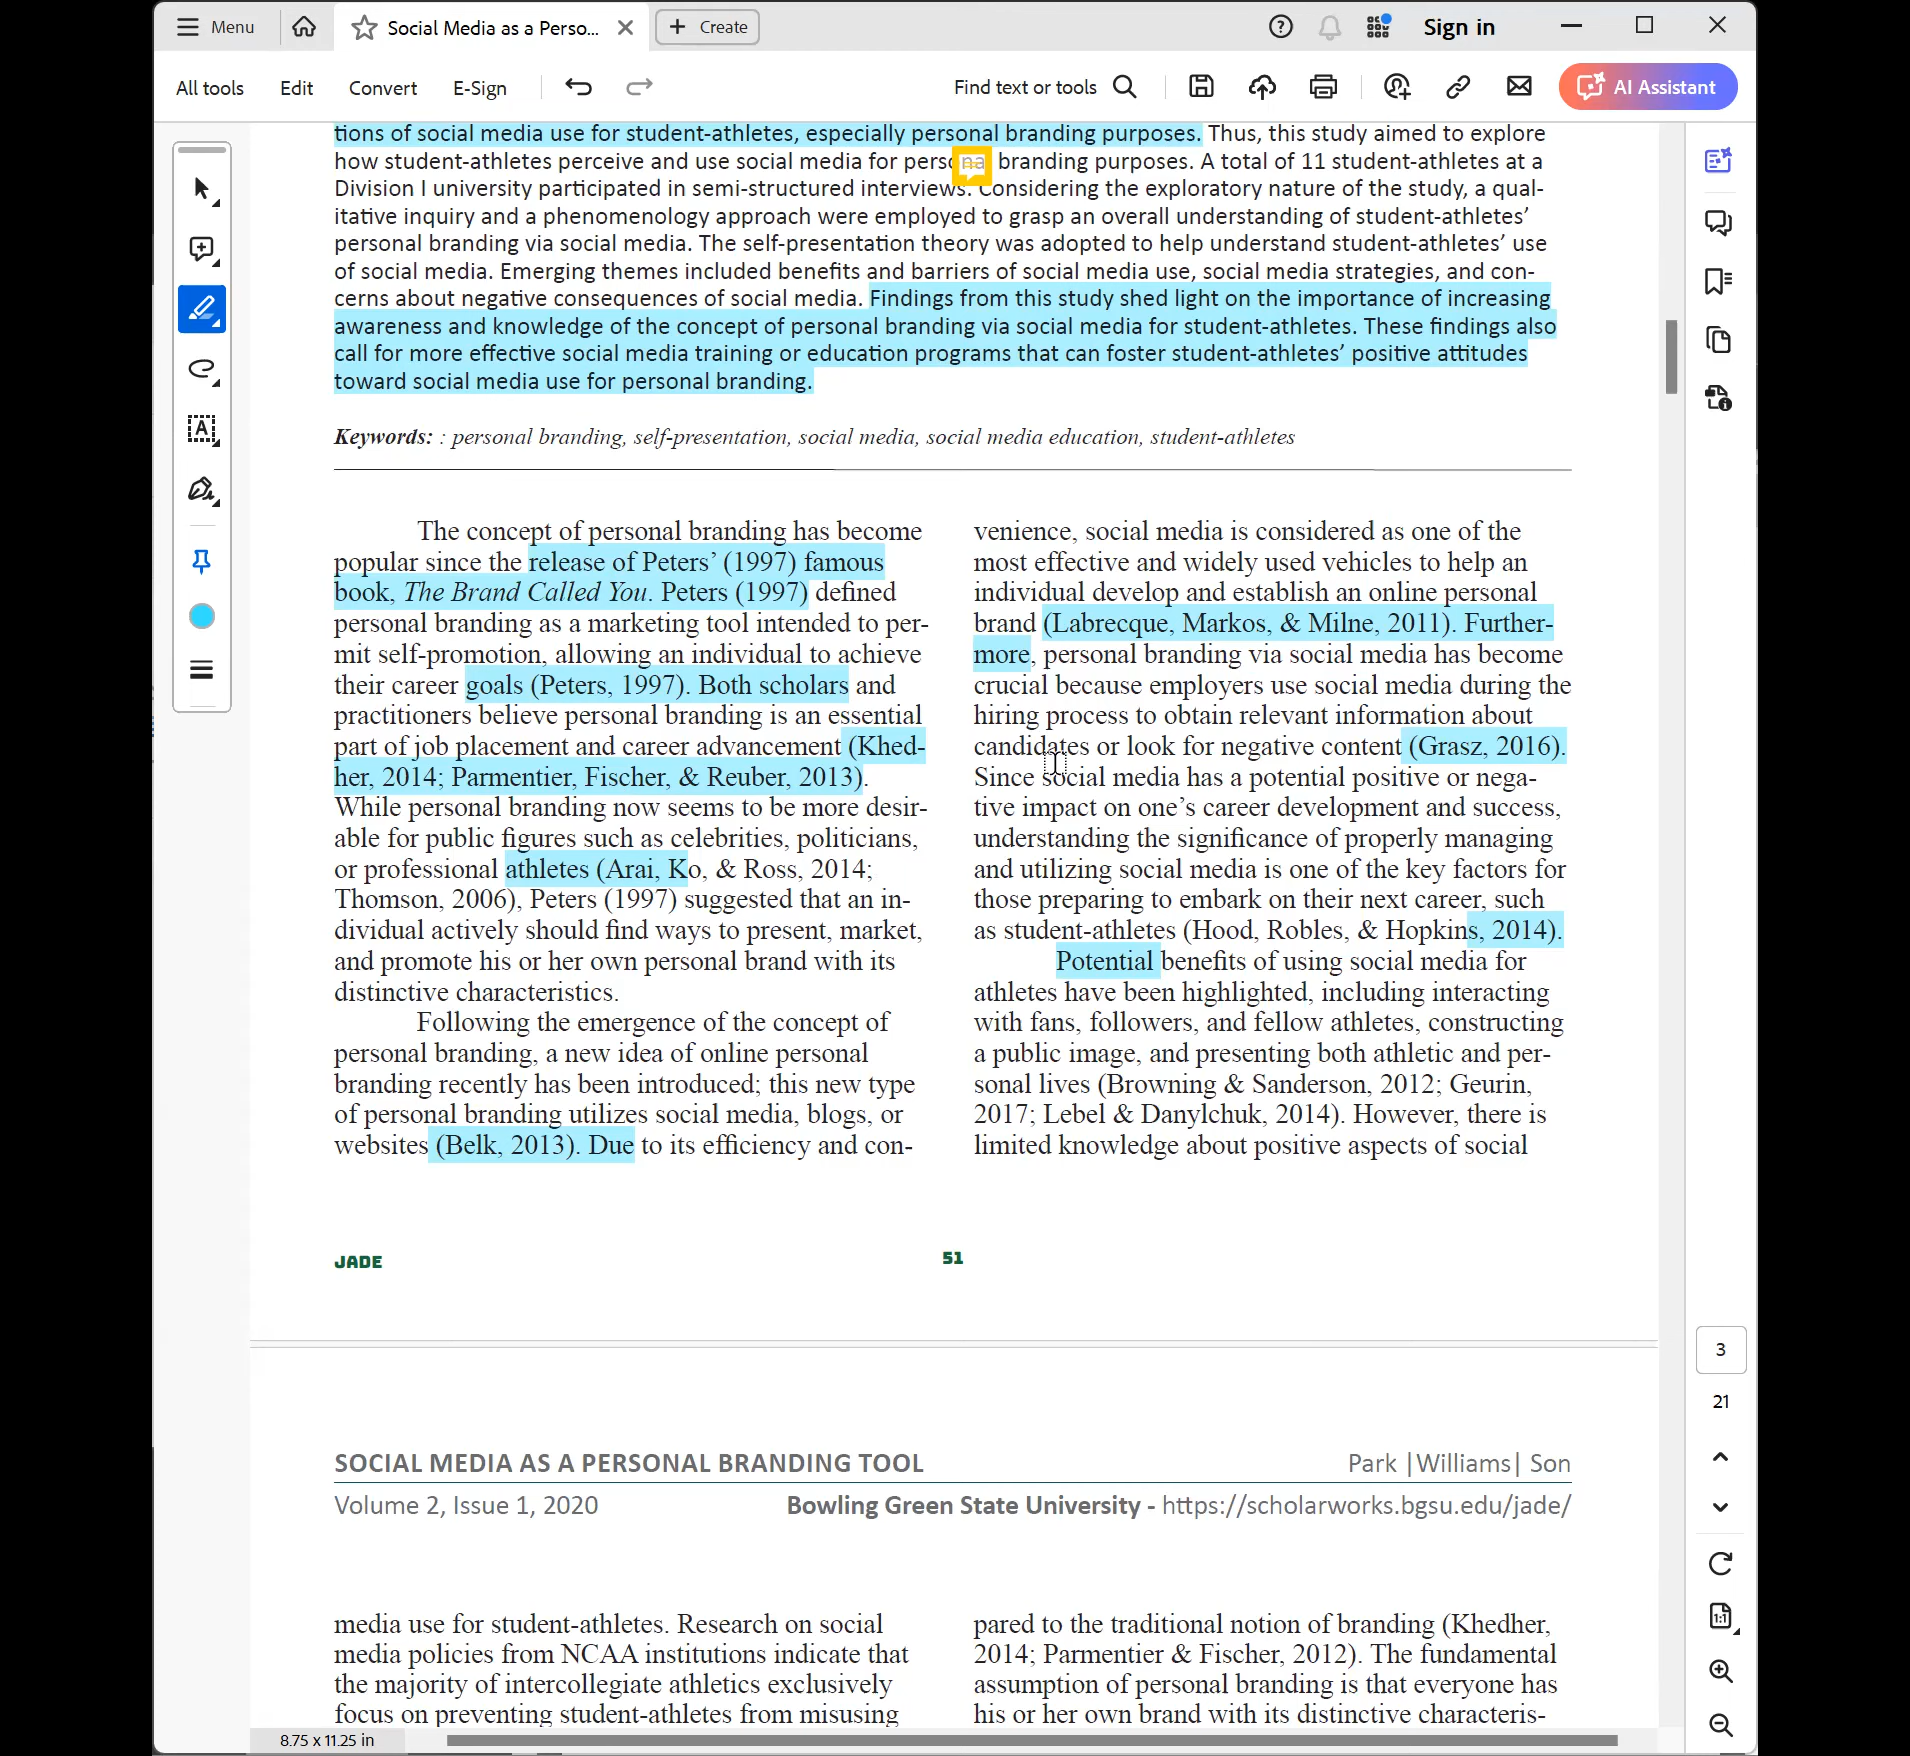 Menu
Social Media as a Perso...
Create
Sign in
All tools
Edit
Convert
E-Sign
Find text or tools
AI Assistant
tions of social media use for student-athletes, especially personal branding purposes. Thus, this study aimed to explore
how student-athletes perceive and use social media for personal branding purposes. A total of 11 student-athletes at a
Division I university participated in semi-structured interviews. Considering the exploratory nature of the study, a qual-
itative inquiry and a phenomenology approach were employed to grasp an overall understanding of student-athletes'
personal branding via social media. The self-presentation theory was adopted to help understand student-athletes' use
of social media. Emerging themes included benefits and barriers of social media use, social media strategies, and con-
cerns about negative consequences of social media. Findings from this study shed light on the importance of increasing
awareness and knowledge of the concept of personal branding via social media for student-athletes. These findings also
call for more effective social media training or education programs that can foster student-athletes' positive attitudes
toward social media use for personal branding.
Keywords: : personal branding, self-presentation, social media, social media education, student-athletes
The concept of personal branding has become
popular since the release of Peters' (1997) famous
book, The Brand Called You. Peters (1997) defined
personal branding as a marketing tool intended to per-
mit self-promotion, allowing an individual to achieve
their career goals (Peters, 1997). Both scholars and
practitioners believe personal branding is an essential
part of job placement and career advancement (Khed-
her, 2014; Parmentier, Fischer, & Reuber, 2013).
While personal branding now seems to be more desir-
able for public figures such as celebrities, politicians,
or professional athletes (Arai, Ko, & Ross, 2014;
Thomson, 2006), Peters (1997) suggested that an in-
dividual actively should find ways to present, market,
and promote his or her own personal brand with its
distinctive characteristics.
Following the emergence of the concept of
personal branding, a new idea of online personal
branding recently has been introduced; this new type
of personal branding utilizes social media, blogs, or
websites (Belk, 2013). Due to its efficiency and con-
venience, social media is considered as one of the
most effective and widely used vehicles to help an
individual develop and establish an online personal
brand (Labrecque, Markos, & Milne, 2011). Further-
more, personal branding via social media has become
crucial because employers use social media during the
hiring process to obtain relevant information about
candidates or look for negative content (Grasz, 2016).
Since social media has a potential positive or nega-
tive impact on one's career development and success,
understanding the significance of properly managing
and utilizing social media is one of the key factors for
those preparing to embark on their next career, such
as student-athletes (Hood, Robles, & Hopkins, 2014).
Potential benefits of using social media for
athletes have been highlighted, including interacting
with fans, followers, and fellow athletes, constructing
a public image, and presenting both athletic and per-
sonal lives (Browning & Sanderson, 2012; Geurin,
2017; Lebel & Danylchuk, 2014). However, there is
limited knowledge about positive aspects of social
JADE
51
3
21
SOCIAL MEDIA AS A PERSONAL BRANDING TOOL
Park |Williams| Son
Volume 2, Issue 1, 2020
Bowling Green State University - https://scholarworks.bgsu.edu/jade/
media use for student-athletes. Research on social
media policies from NCAA institutions indicate that
the majority of intercollegiate athletics exclusively
focus on preventing student-athletes from misusing
pared to the traditional notion of branding (Khedher,
2014; Parmentier & Fischer, 2012). The fundamental
assumption of personal branding is that everyone has
his or her own brand with its distinctive characteris-
8.75 x 11.25 in